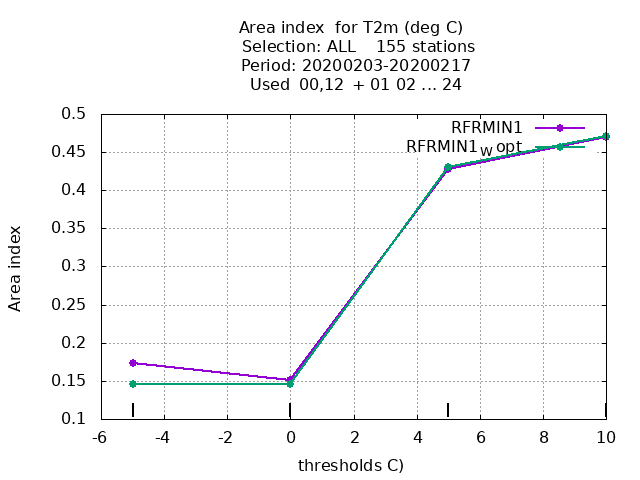 Area index  for T2m (deg C)
Selection: ALL    155 stations
Period: 20200203-20200217
Used  00,12  + 01 02 ... 24
RFRMIN1
RFRMIN1W opt
0.5
0.45
0.4
0.35
0.3
0.25
0.2
0.15
0.1
Area index
-6 -4 -2 0 2 4 6 8 10
thresholds C)